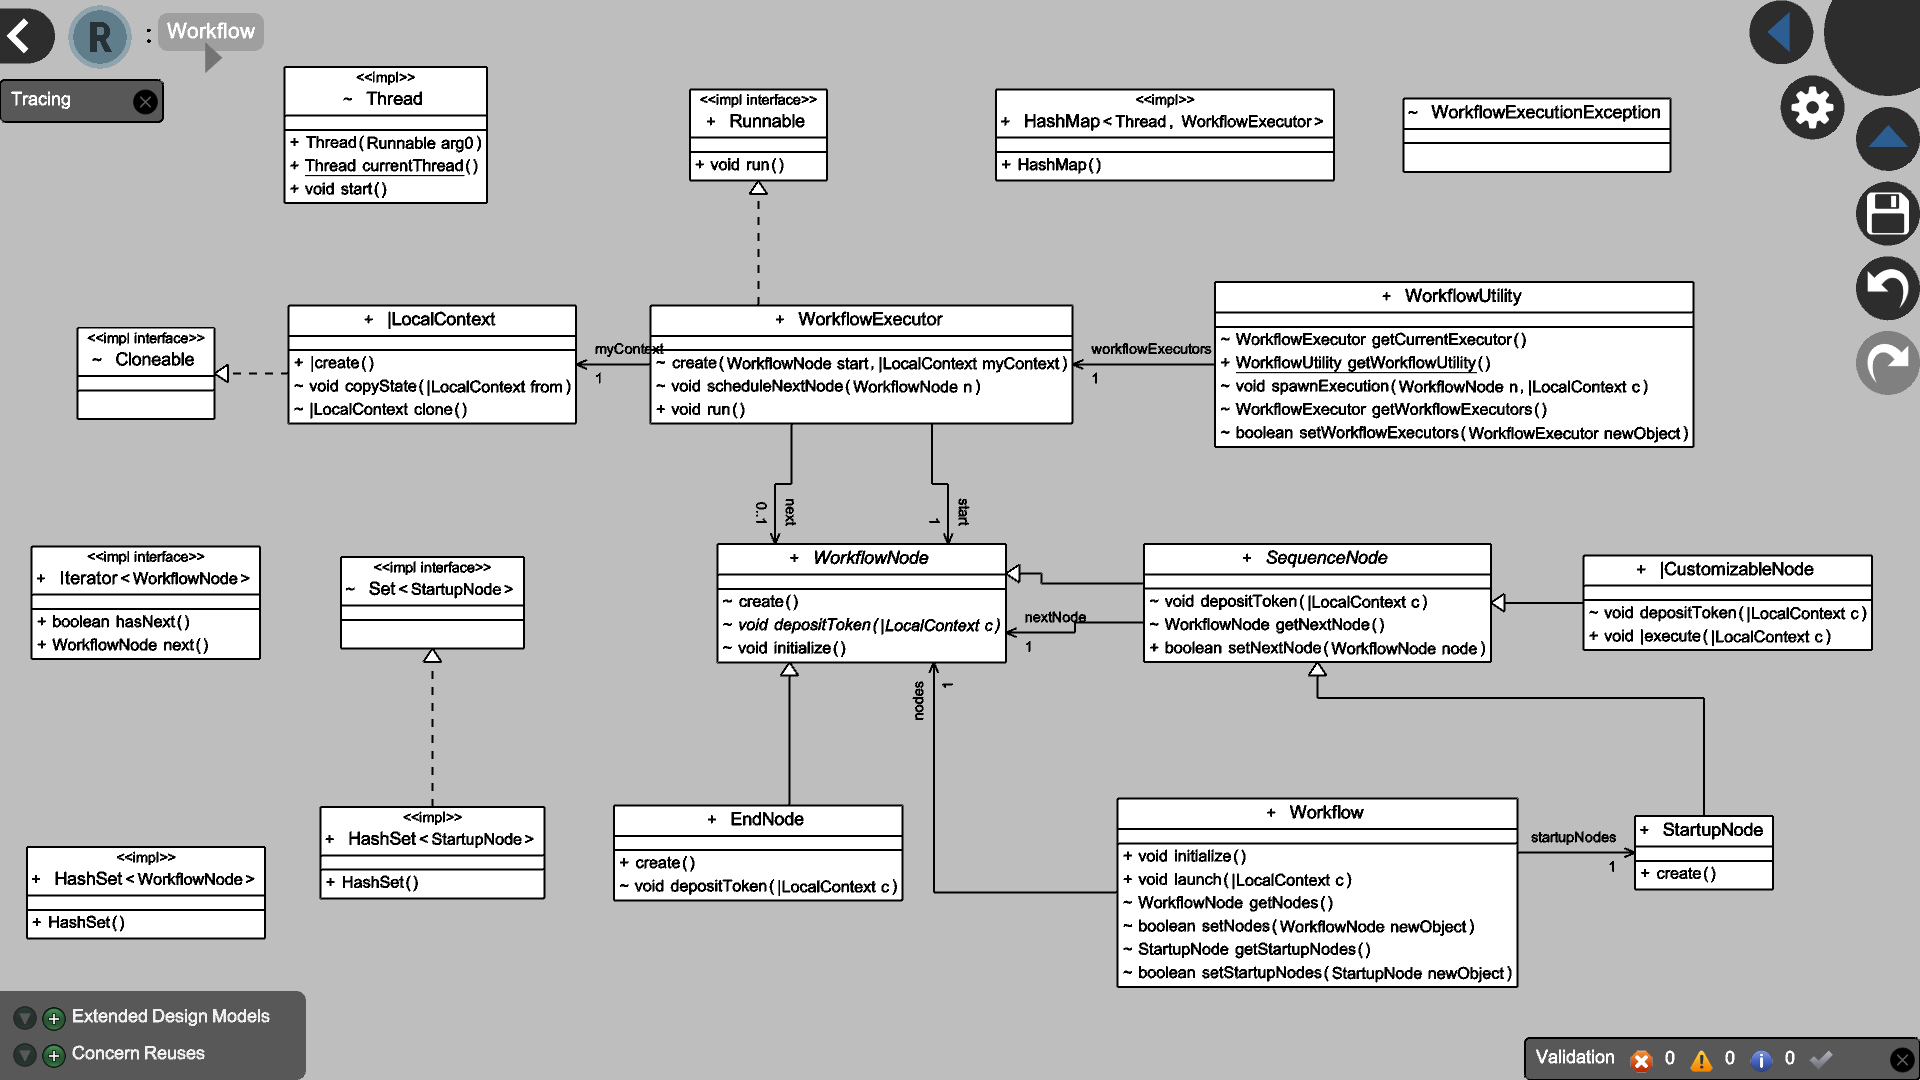 R : Workflow
Tracing
<<impl>>
~ Thread
+ Thread(Runnable arg0)
+ Thread currentThread()
+ void start()
<<impl interface>>
+ Runnable
+ void run()
<<impl>>
+ HashMap<Thread, WorkflowExecutor>
+ HashMap()
~ WorkflowExecutionException
<<impl interface>>
~ Cloneable
+ |LocalContext
+ |create()
~ void copyState(|LocalContext from)
~ |LocalContext clone()
myContext
1
+ WorkflowExecutor
~ create(WorkflowNode start, |LocalContext myContext)
~ void scheduleNextNode(WorkflowNode n)
+ void run()
workflowExecutors
1
+ WorkflowUtility
~ WorkflowExecutor getCurrentExecutor()
+ WorkflowUtility getWorkflowUtility()
~ void spawnExecution(WorkflowNode n, |LocalContext c)
~ WorkflowExecutor getWorkflowExecutors()
~ boolean setWorkflowExecutors(WorkflowExecutor newObject)
0..1
next
1
start
<<impl interface>>
+ Iterator<WorkflowNode>
+ boolean hasNext()
+ WorkflowNode next()
<<impl interface>>
~ Set<StartupNode>
+ WorkflowNode
~ create()
~ void depositToken(|LocalContext c)
~ void initialize()
nextNode
1
+ SequenceNode
~ void depositToken(|LocalContext c)
~ WorkflowNode getNextNode()
+ boolean setNextNode(WorkflowNode node)
+ |CustomizableNode
~ void depositToken(|LocalContext c)
+ void |execute(|LocalContext c)
nodes
1
<<impl>>
+ HashSet<WorkflowNode>
+ HashSet()
<<impl>>
+ HashSet<StartupNode>
+ HashSet()
+ EndNode
+ create()
~ void depositToken(|LocalContext c)
+ Workflow
+ void initialize()
+ void launch(|LocalContext c)
~ WorkflowNode getNodes()
~ boolean setNodes(WorkflowNode newObject)
~ StartupNode getStartupNodes()
~ boolean setStartupNodes(StartupNode newObject)
startupNodes
1
+ StartupNode
+ create()
Extended Design Models
Concern Reuses
Validation 0 0 0